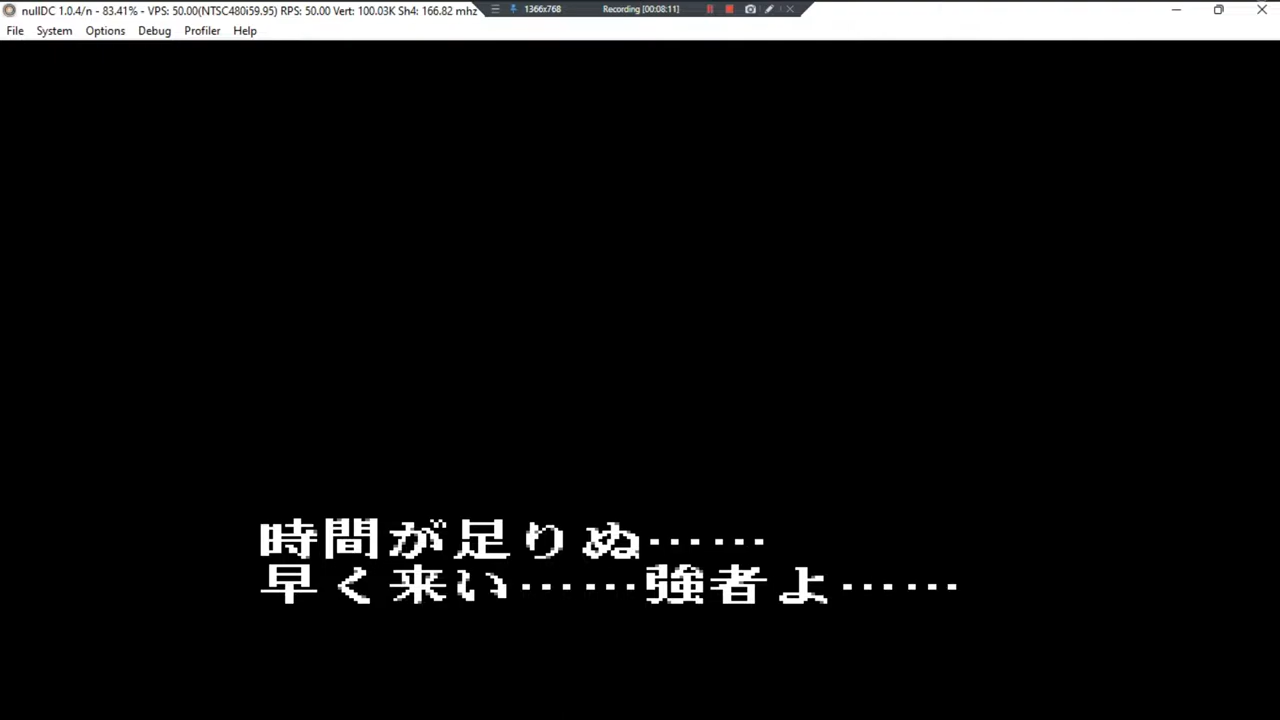 nullDC 1.0.4/n - 83.41% - VPS: 50.00(NTSC480i59.95) RPS: 50.00 Vert: 100.03K Sh4: 166.82 mhz
1366x768
Recording [00:08:11]
File System Options Debug Profiler Help
時間が足りぬ……
早く来い……強者よ……